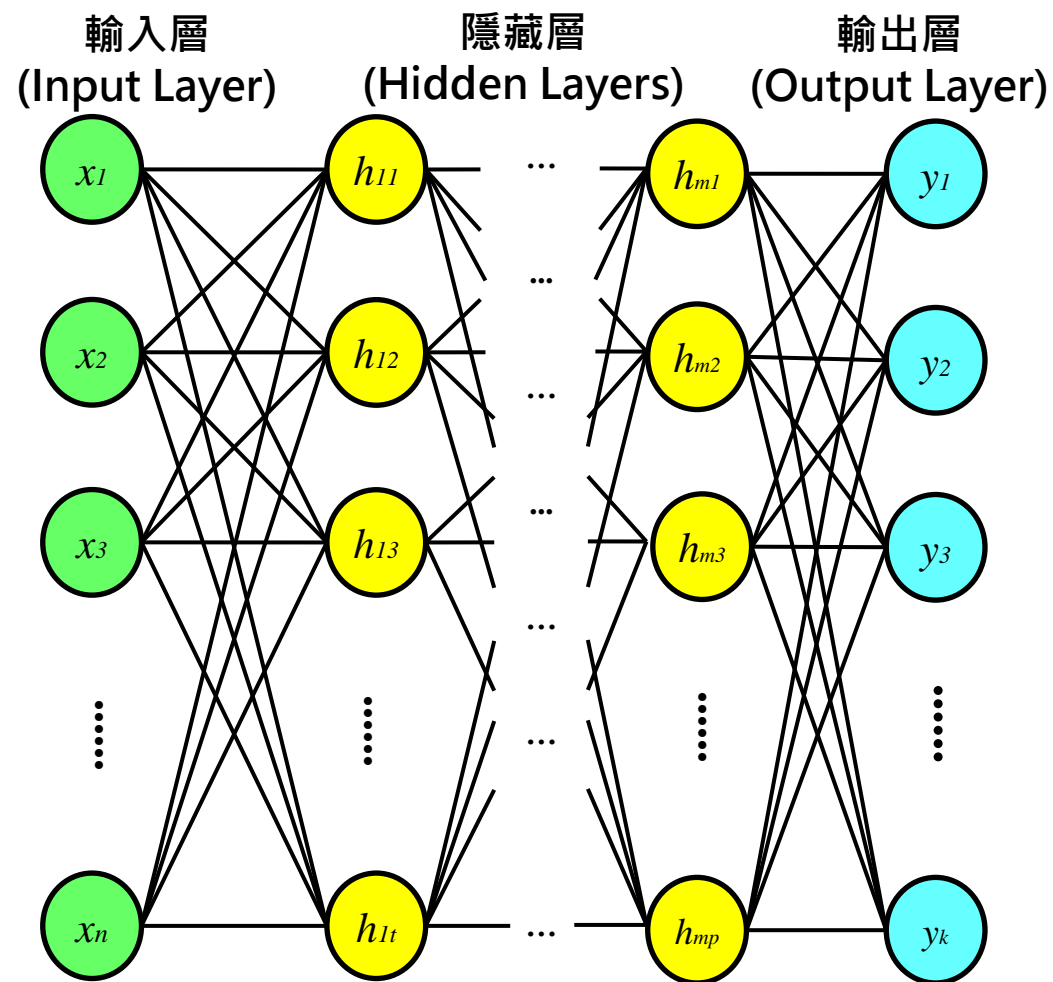 輸入層
(Input Layer)
隱藏層
(Hidden Layers)
輸出層
(Output Layer)
x1 h11 ... hm1 y1
...
x2 h12 hm2 y2
...
...
x3 h13 hm3 y3
...
...
xn h1t ... hmp yk